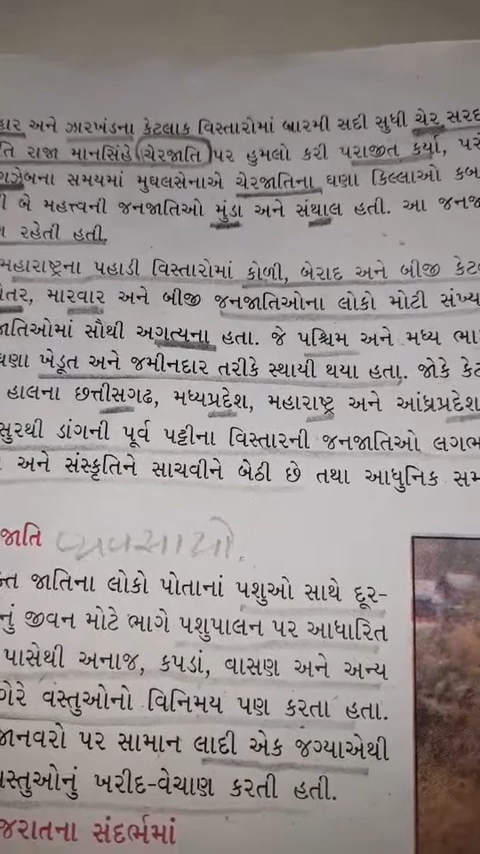 અને ઝારખંડના કેટલાક વિસ્તારોમાં બારમી સદી સુધી ચેર સરદ
રાજા માનસિંહે ચેરજાતિ પર હુમલો કરી પરાજીત કર્યા,
ગઝેબના સમયમાં મુઘલસેનાએ ચેરજાતિના ઘણા કિલ્લાઓ કબ
બે મહત્ત્વની જનજાતિઓ મુંડા અને સંથાલ હતી. આ જનજ
રહેતી હતી.
મહારાષ્ટ્રના પહાડી વિસ્તારોમાં કોળી, બેરાદ અને બીજી કેટ
તર, મારવાર અને બીજી જનજાતિઓના લોકો મોટી સંખ્ય
જાતિઓમાં સૌથી અગત્યના હતા. જે પશ્ચિમ અને મધ્ય ભા
ઘણા ખેડૂત અને જમીનદાર તરીકે સ્થાયી થયા હતા. જોકે કેટ
હાલના છત્તીસગઢ, મધ્યપ્રદેશ, મહારાષ્ટ્ર અને આંધ્રપ્રદેશ
સુરથી ડાંગની પૂર્વ પટ્ટીના વિસ્તારની જનજાતિઓ લગભ
અને સંસ્કૃતિને સાચવીને બેઠી છે તથા આધુનિક સમ
જાતિ વ્યવસાયો.
જાતિના લોકો પોતાનાં પશુઓ સાથે દૂર-
નું જીવન મોટે ભાગે પશુપાલન પર આધારિત
પાસેથી અનાજ, કપડાં, વાસણ અને અન્ય
ગેરે વસ્તુઓનો વિનિમય પણ કરતા હતા.
જાનવરો પર સામાન લાદી એક જગ્યાએથી
વસ્તુઓનું ખરીદ-વેચાણ કરતી હતી.
જરાતના સંદર્ભમાં